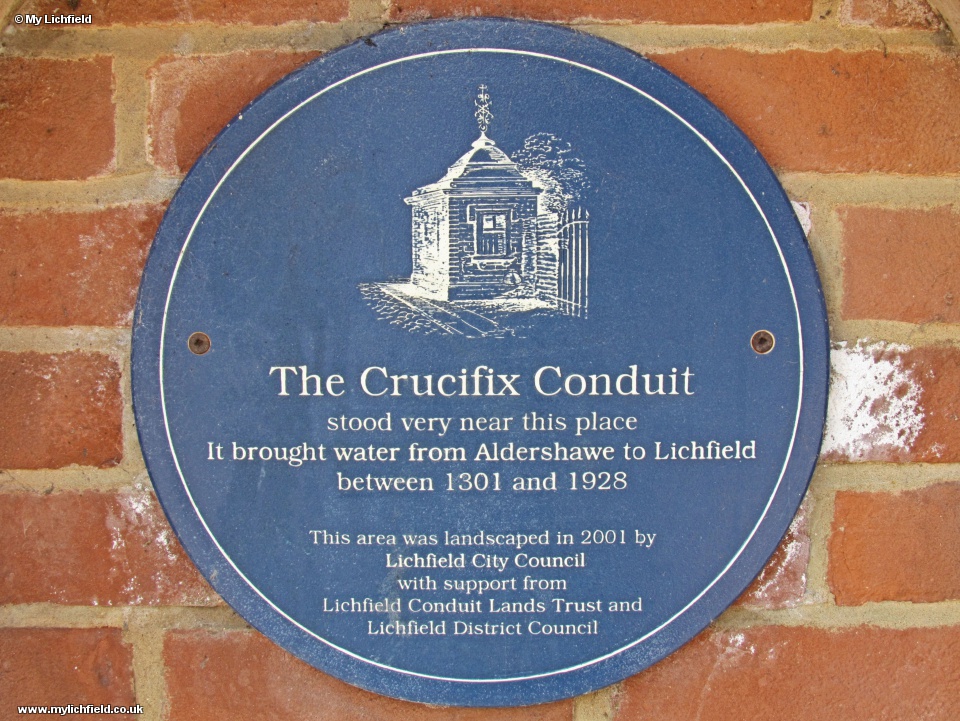 © My Lichfield
The Crucifix Conduit
stood very near this place
It brought water from Aldershawe to Lichfield
between 1301 and 1928
This area was landscaped in 2001 by
Lichfield City Council
with support from
Lichfield Conduit Lands Trust and
Lichfield District Council
www.mylichfield.co.uk